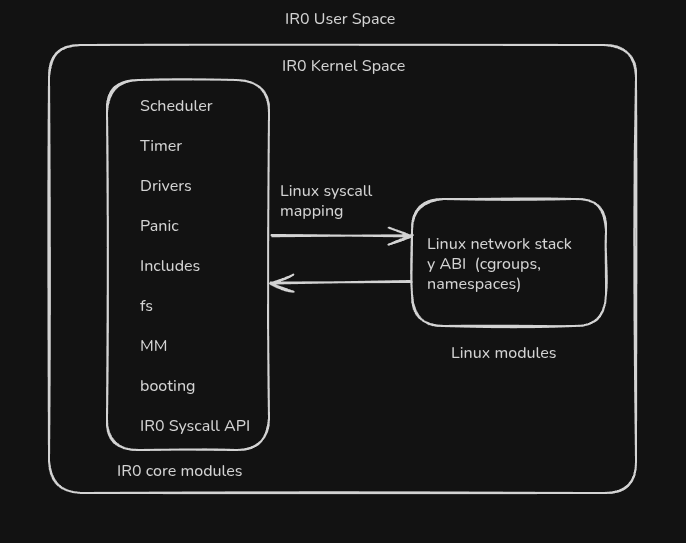 IR0 User Space
IR0 Kernel Space
Scheduler
Timer
Drivers
Panic
Includes
fs
MM
booting
IR0 Syscall API
IR0 core modules
Linux syscall
mapping
Linux network stack
y ABI  (cgroups,
namespaces)
Linux modules